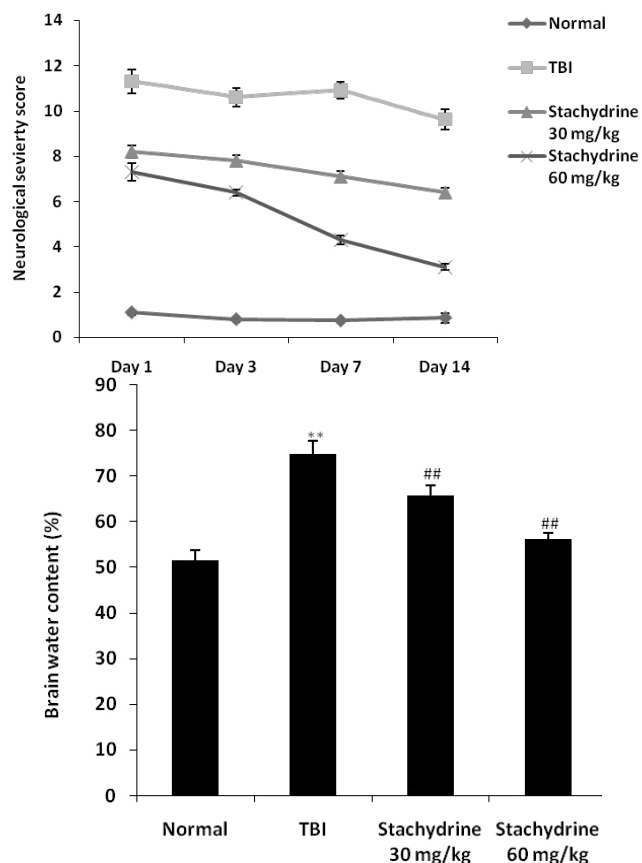 14
12
10
8
6
4
2
0
Neurological sevierty score
Day 1 Day 3 Day 7 Day 14
Normal
TBI
Stachydrine
30 mg/kg
Stachydrine
60 mg/kg
90
80
70
60
50
40
30
20
10
0
Brain water content (%)
**
##
##
Normal TBI Stachydrine Stachydrine
30 mg/kg 60 mg/kg